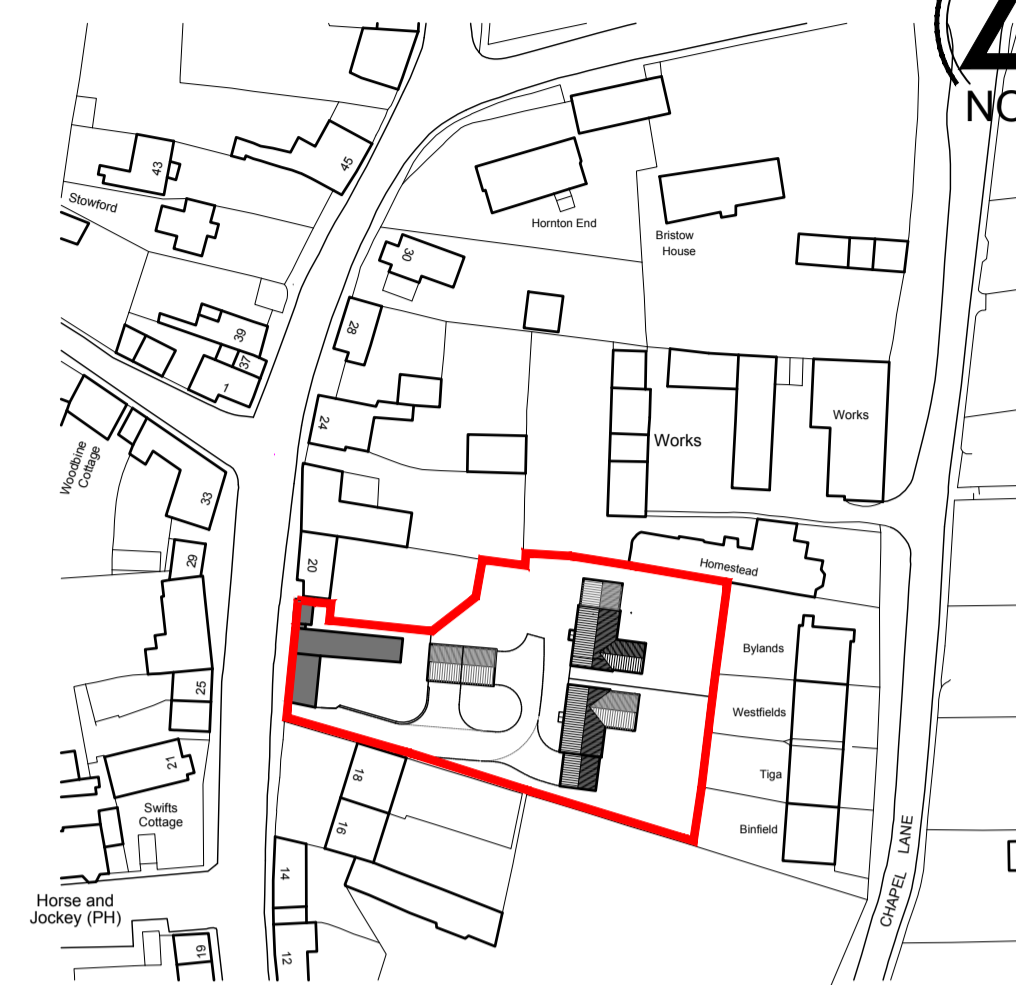 NO
45
43
Stowford
Hornton End
Bristow
House
30
28
39
37
1
24
Works
Works
Woodbine
Cottage
33
29
20
Homestead
25
Bylands
Westfields
21
18
Tiga
Swifts
Cottage
16
Binfield
14
CHAPEL LANE
Horse and
Jockey (PH)
19
12